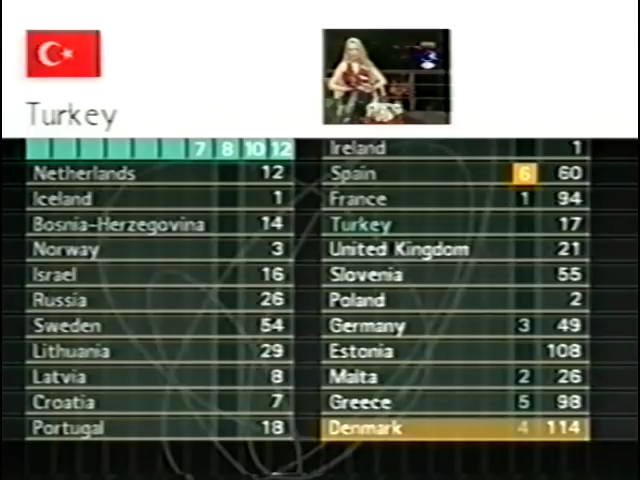 Turkey
7 8 10 12
Netherlands 12
Iceland 1
Bosnia-Herzegovina 14
Norway 3
Israel 16
Russia 26
Sweden 54
Lithuania 29
Latvia 8
Croatia 7
Portugal 18
Ireland 1
Spain 6 60
France 1 94
Turkey 17
United Kingdom 21
Slovenia 55
Poland 2
Germany 3 49
Estonia 108
Malta 2 26
Greece 5 98
Denmark 4 114